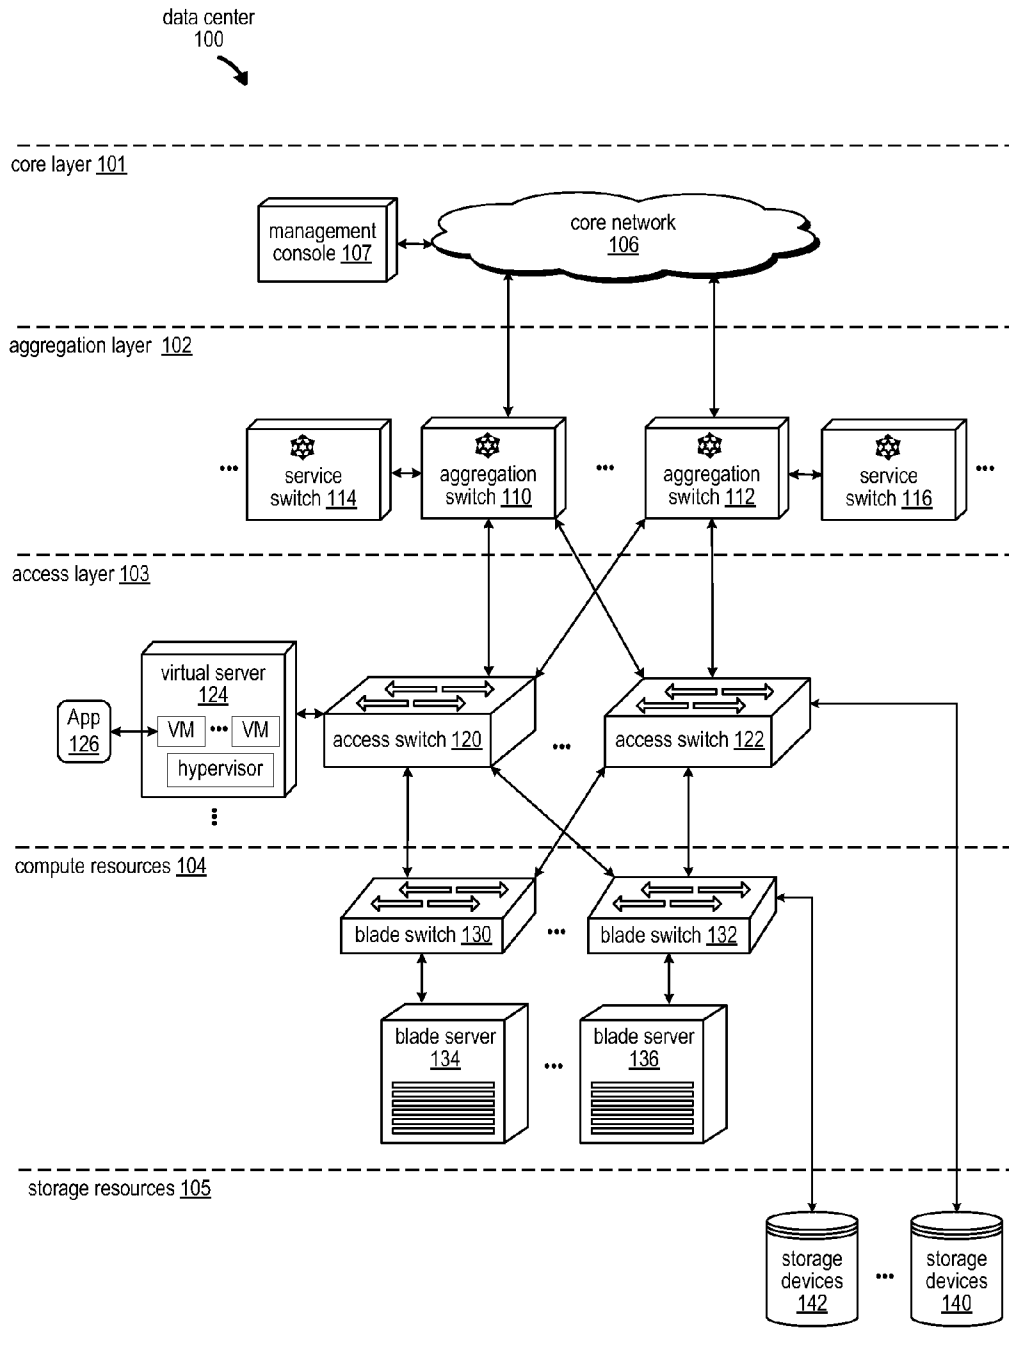 data center
100
core layer 101
management
console 107
core network
106
aggregation layer 102
service
switch 114
aggregation
switch 110
aggregation
switch 112
service
switch 116
access layer 103
virtual server
124
App
126
VM ••• VM
hypervisor
access switch 120
access switch 122
compute resources 104
blade switch 130
blade switch 132
blade server
134
blade server
136
storage resources 105
storage
devices
142
storage
devices
140